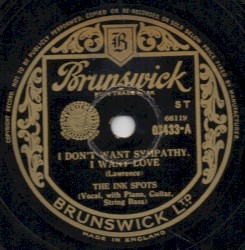 B
Brunswick
ST
66119
03433-A
I DON'T WANT SYMPATHY,
I WANT LOVE
(Lawrence)
THE INK SPOTS
(Vocal, with Piano, Guitar,
String Bass)
BRUNSWICK LTD
MADE IN ENGLAND